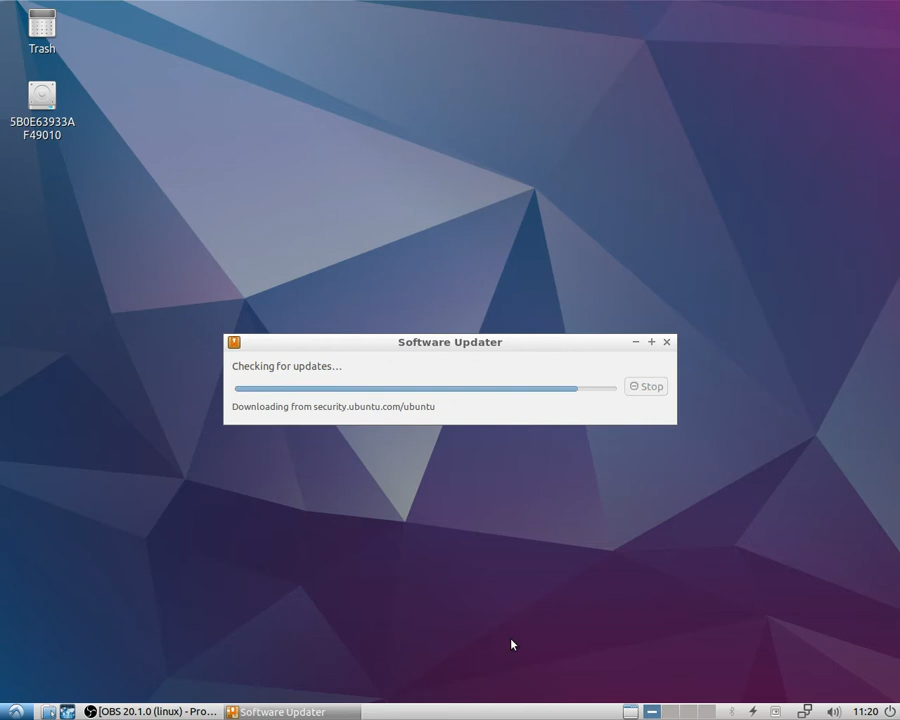 Trash
5B0E63933A
F49010
Software Updater
Checking for updates...
Stop
Downloading from security.ubuntu.com/ubuntu
[OBS 20.1.0 (linux) - Pro...
Software Updater
11:20